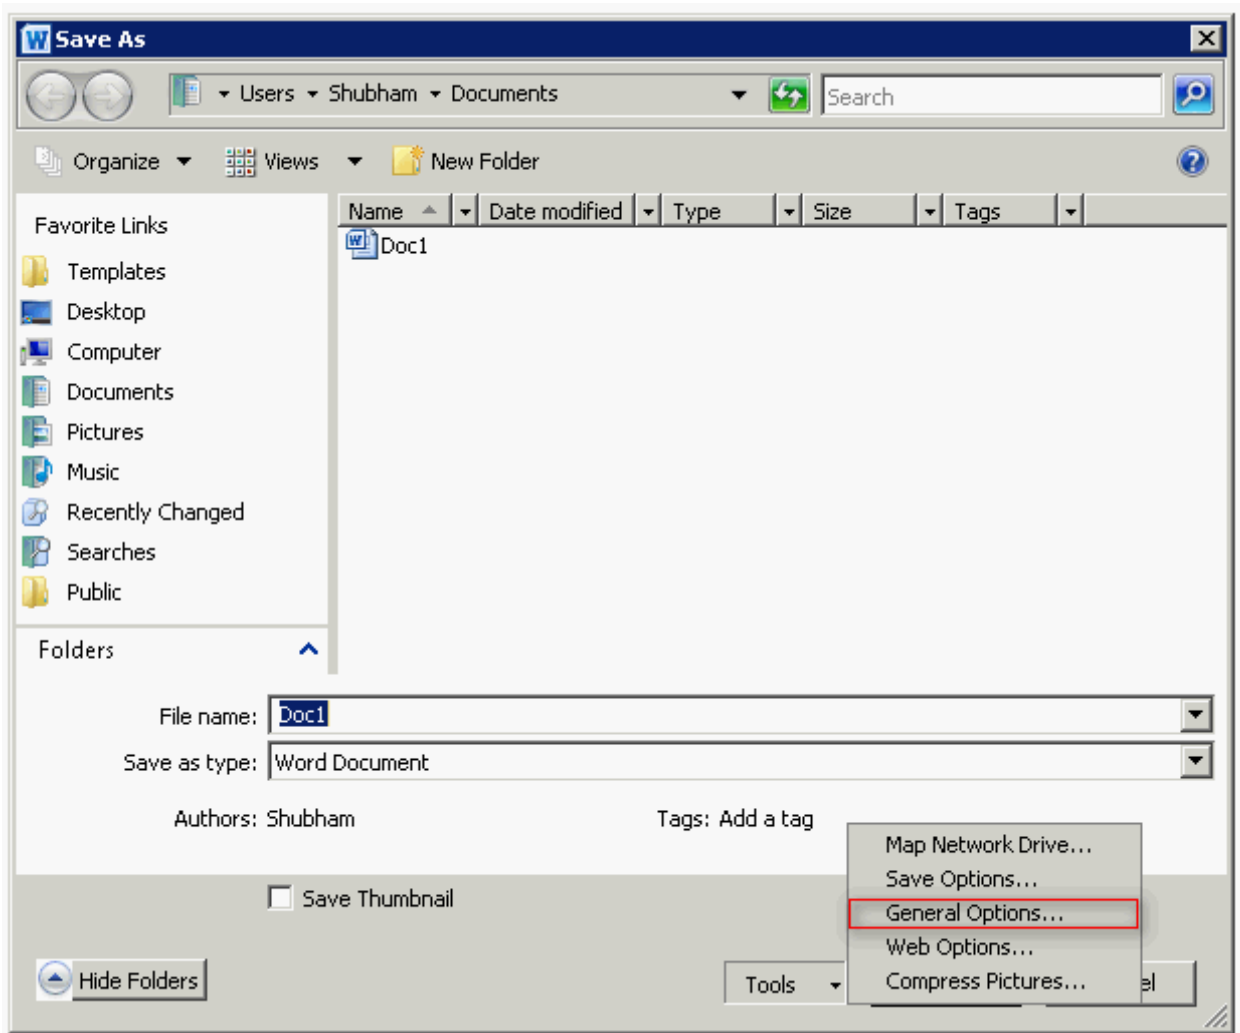 Save As
Users Shubham Documents
Search
Organize Views New Folder
Favorite Links
Templates
Desktop
Computer
Documents
Pictures
Music
Recently Changed
Searches
Public
Folders
Name Date modified Type Size Tags
Doc1
File name: Doc1
Save as type: Word Document
Authors: Shubham Tags: Add a tag
Save Thumbnail
Hide Folders
Tools
Map Network Drive...
Save Options...
General Options...
Web Options...
Compress Pictures...
el